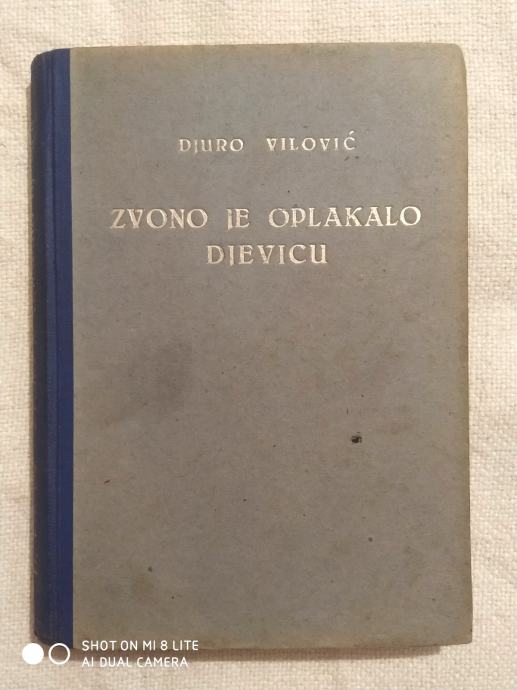 DJURO VILOVIĆ
ZVONO JE OPLAKALO
DJEVICU
SHOT ON MI 8 LITE
AI DUAL CAMERA